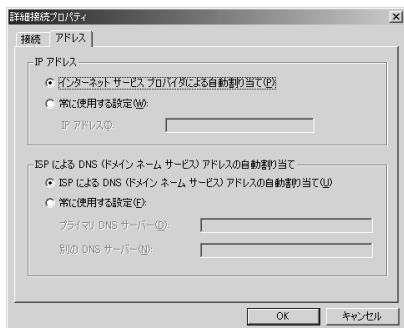 詳細接続プロパティ
接続
アドレス
IP アドレス
インターネット サービス プロバイダによる自動割り当て(P)
常に使用する設定(W):
IP アドレス(I):
ISP による DNS (ドメイン ネーム サービス) アドレスの自動割り当て
ISP による DNS (ドメイン ネーム サービス) アドレスの自動割り当て(U)
常に使用する設定(F):
プライマリ DNS サーバー(D):
別の DNS サーバー(N):
OK
キャンセル